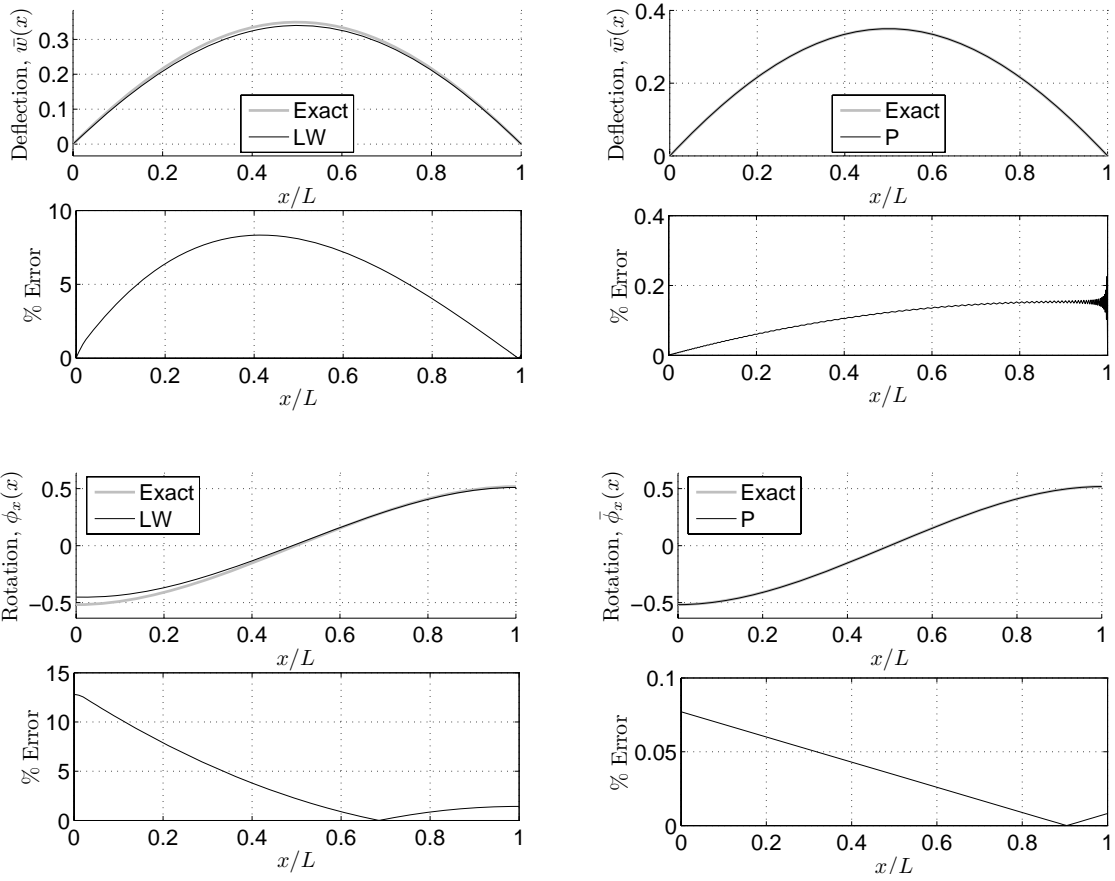 Deflection, w̄(x)
0.3
0.2
0.1
0
Exact
LW
0 0.2 0.4 0.6 0.8 1
x/L
% Error
10
5
0
0.2 0.4 0.6 0.8 1
x/L
Deflection, w̄(x)
0.4
0.2
0
Exact
P
0 0.2 0.4 0.6 0.8 1
x/L
% Error
0.4
0.2
0
0 0.2 0.4 0.6 0.8 1
x/L
Rotation, ϕₓ(x)
0.5
0
−0.5
Exact
LW
0 0.2 0.4 0.6 0.8 1
x/L
% Error
15
10
5
0
0 0.2 0.4 0.6 0.8 1
x/L
Rotation, ϕ̄ₓ(x)
0.5
0
−0.5
Exact
P
0 0.2 0.4 0.6 0.8 1
x/L
% Error
0.1
0.05
0
0 0.2 0.4 0.6 0.8 1
x/L